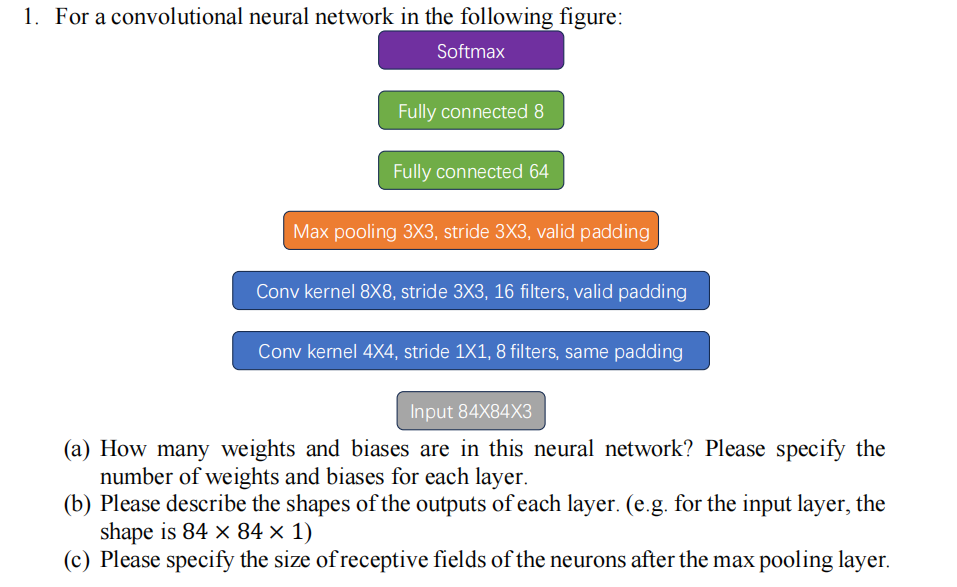 1. For a convolutional neural network in the following figure:
Softmax
Fully connected 8
Fully connected 64
Max pooling 3X3, stride 3X3, valid padding
Conv kernel 8X8, stride 3X3, 16 filters, valid padding
Conv kernel 4X4, stride 1X1, 8 filters, same padding
Input 84X84X3
(a) How many weights and biases are in this neural network? Please specify the
number of weights and biases for each layer.
(b) Please describe the shapes of the outputs of each layer. (e.g. for the input layer, the
shape is 84 × 84 × 1)
(c) Please specify the size of receptive fields of the neurons after the max pooling layer.